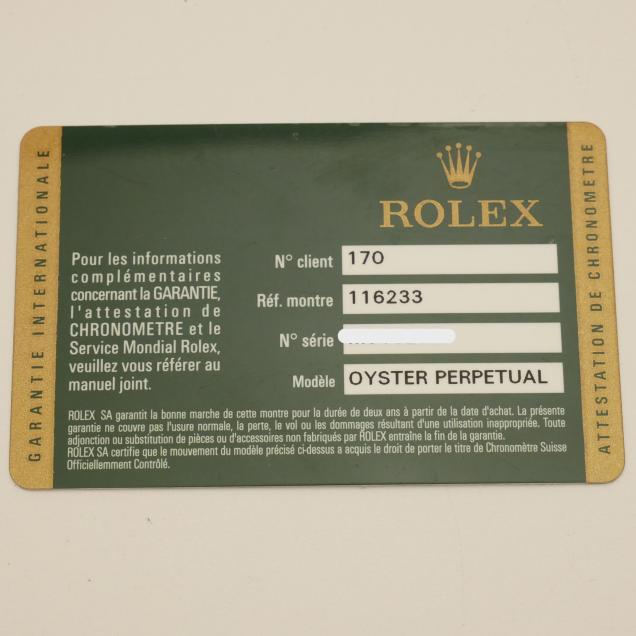 GARANTIE INTERNATIONALE
ROLEX
Pour les informations
complémentaires
concernant la GARANTIE,
l'attestation de
CHRONOMETRE et le
Service Mondial Rolex,
veuillez vous référer au
manuel joint.
N° client 170
Réf. montre 116233
N° série
Modèle OYSTER PERPETUAL
ROLEX SA garantit la bonne marche de cette montre pour la durée de deux ans à partir de la date d'achat. La présente
garantie ne couvre pas l'usure normale, la perte, le vol ou les dommages résultant d'une utilisation inappropriée. Toute
adjonction ou substitution de pièces ou d'accessoires non fabriqués par ROLEX entraîne la fin de la garantie.
ROLEX SA certifie que le mouvement du modèle précisé ci-dessus a acquis le droit de porter le titre de Chronomètre Suisse
Officiellement Contrôlé.
ATTESTATION DE CHRONOMETRE